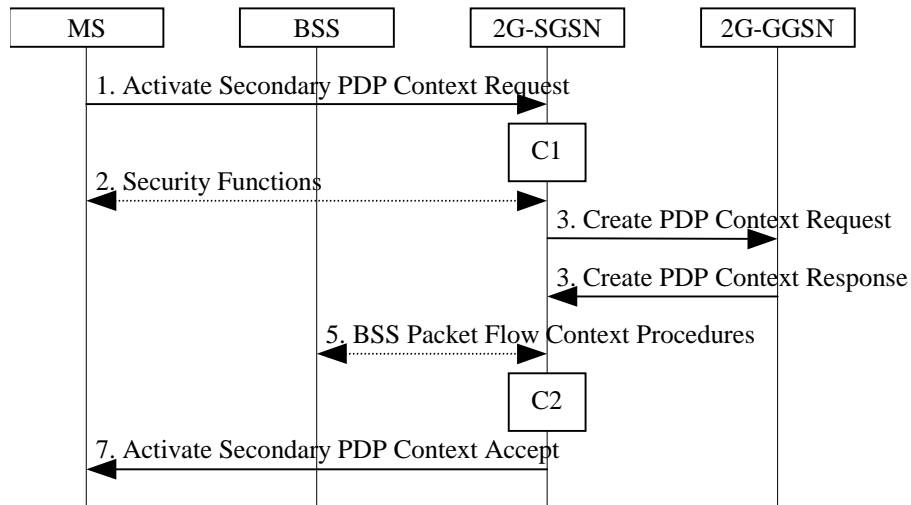 MS BSS 2G-SGSN 2G-GGSN
1. Activate Secondary PDP Context Request
C1
2. Security Functions
3. Create PDP Context Request
3. Create PDP Context Response
5. BSS Packet Flow Context Procedures
C2
7. Activate Secondary PDP Context Accept